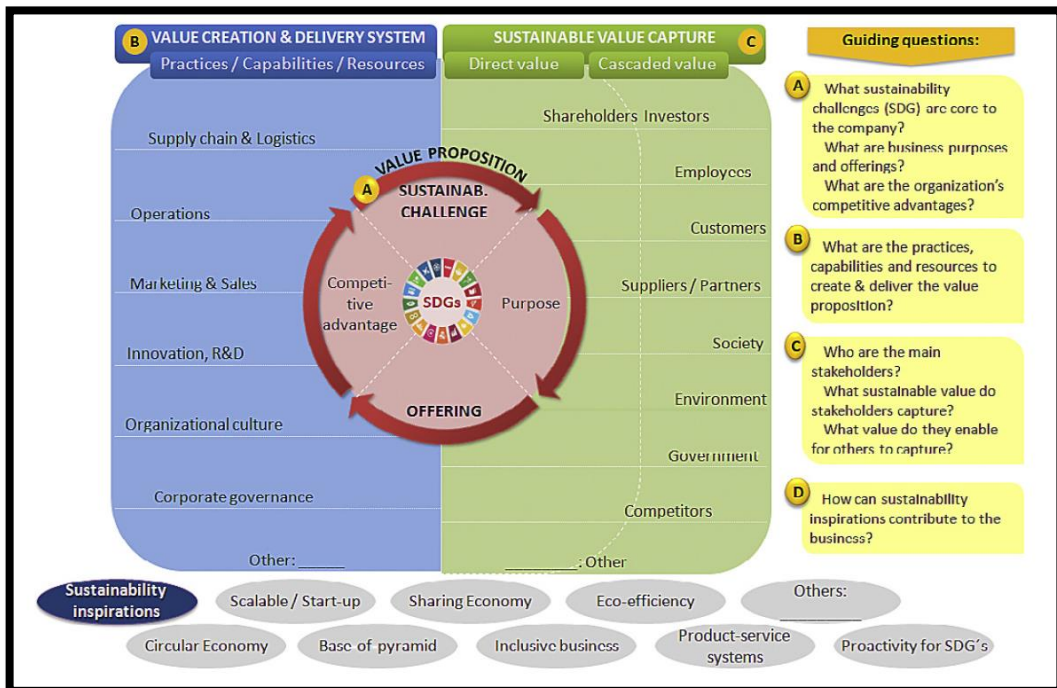 B VALUE CREATION & DELIVERY SYSTEM
Practices / Capabilities / Resources
SUSTAINABLE VALUE CAPTURE C
Direct value
Cascaded value
Supply chain & Logistics
Operations
Marketing & Sales
Innovation, R&D
Organizational culture
Corporate governance
Other: _____
VALUE PROPOSITION
A
SUSTAINAB.
CHALLENGE
Competi-
tive
advantage
SDGs
Purpose
OFFERING
Shareholders Investors
Employees
Customers
Suppliers / Partners
Society
Environment
Government
Competitors
________: Other
Guiding questions:
A
What sustainability
challenges (SDG) are core to
the company?
What are business purposes
and offerings?
What are the organization's
competitive advantages?
B
What are the practices,
capabilities and resources to
create & deliver the value
proposition?
C
Who are the main
stakeholders?
What sustainable value do
stakeholders capture?
What value do they enable
for others to capture?
D
How can sustainability
inspirations contribute to the
business?
Sustainability
inspirations
Scalable / Start-up
Sharing Economy
Eco-efficiency
Others:
________
Circular Economy
Base-of-pyramid
Inclusive business
Product-service
systems
Proactivity for SDG´s